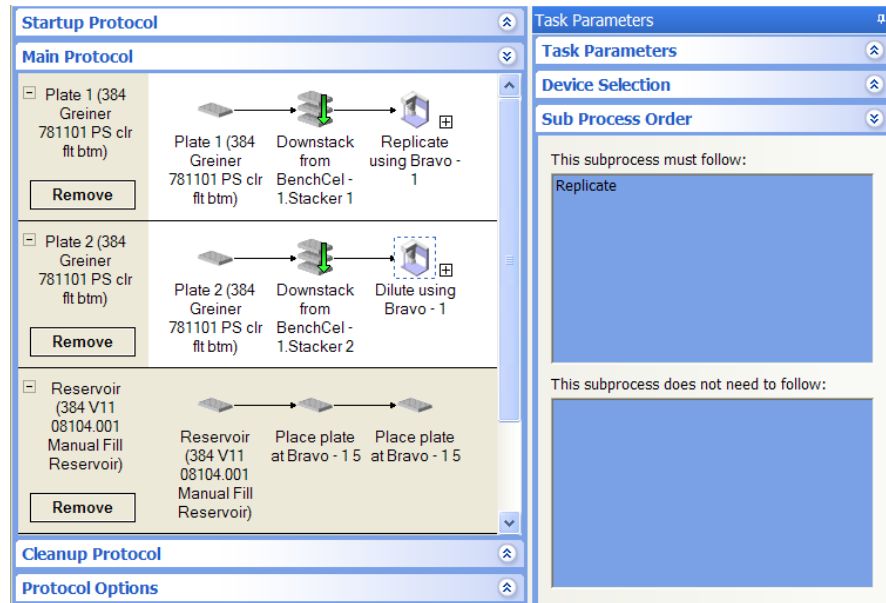 Startup Protocol
Main Protocol
Plate 1 (384
Greiner
781101 PS clr
flt btm)
Remove
Plate 1 (384
Greiner
781101 PS clr
flt btm)
Downstack
from
BenchCel -
1.Stacker 1
Replicate
using Bravo -
1
Plate 2 (384
Greiner
781101 PS clr
flt btm)
Remove
Plate 2 (384
Greiner
781101 PS clr
flt btm)
Downstack
from
BenchCel -
1.Stacker 2
Dilute using
Bravo - 1
Reservoir
(384 V11
08104.001
Manual Fill
Reservoir)
Remove
Reservoir
(384 V11
08104.001
Manual Fill
Reservoir)
Place plate
at Bravo - 1 5
Place plate
at Bravo - 1 5
Cleanup Protocol
Protocol Options
Task Parameters
Task Parameters
Device Selection
Sub Process Order
This subprocess must follow:
Replicate
This subprocess does not need to follow: